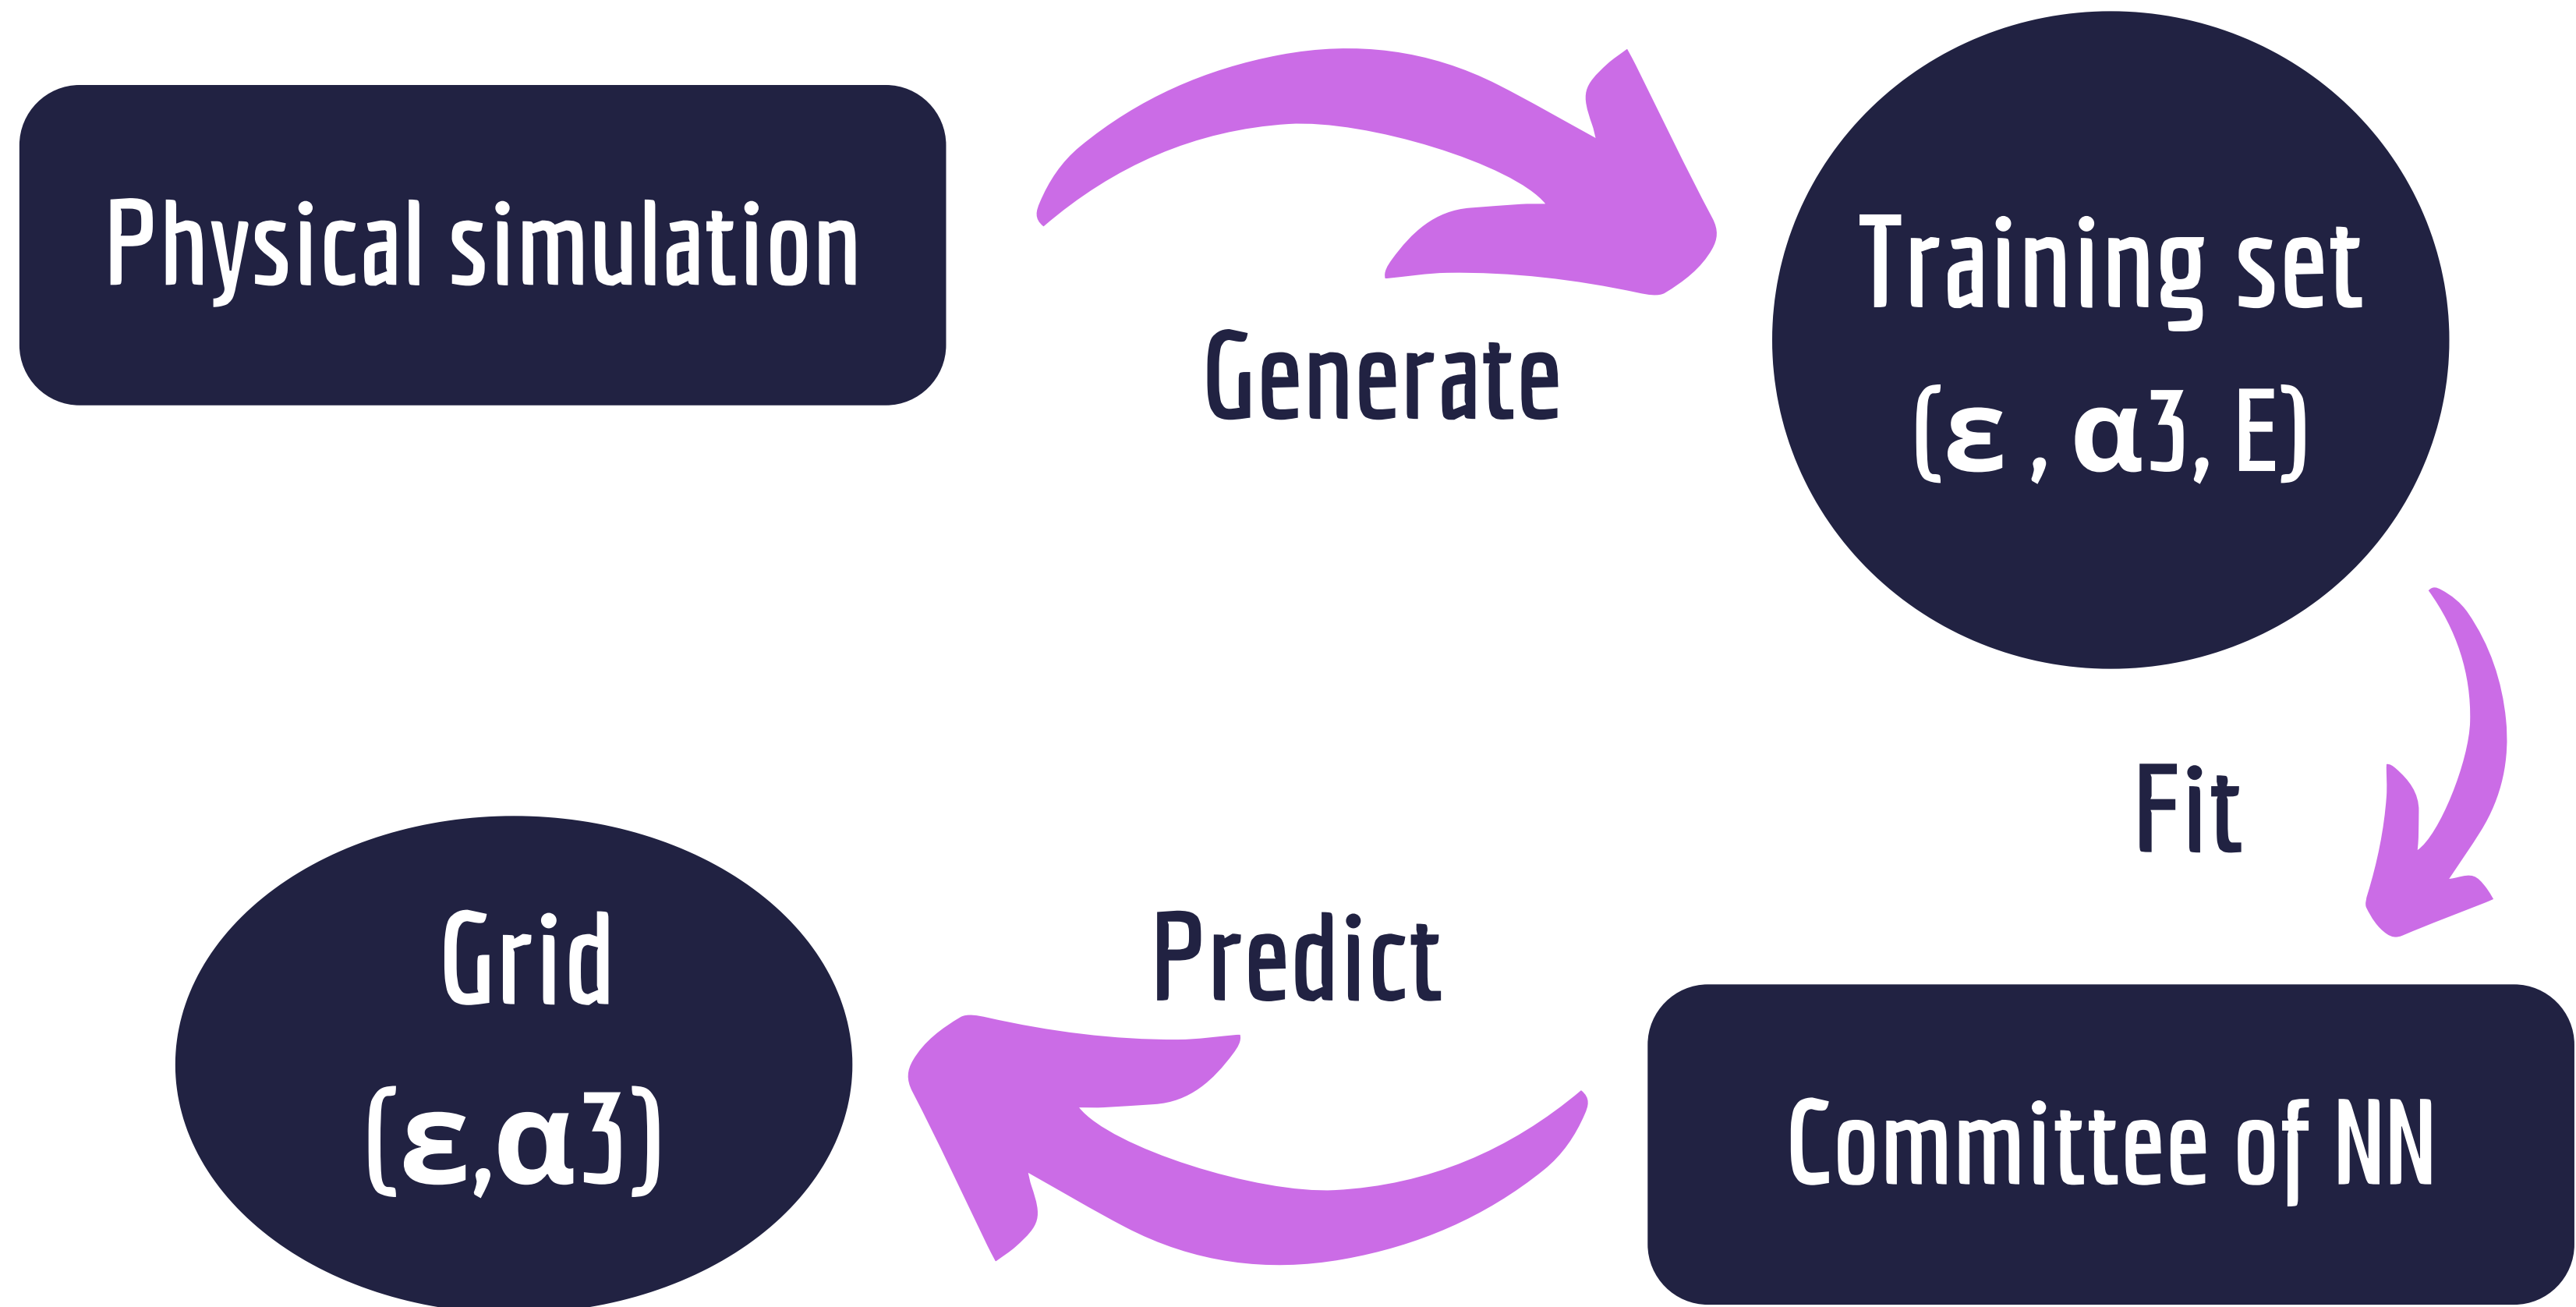 Physical simulation
Generate
Training set
(ε , α3, E)
Fit
Predict
Grid
(ε,α3)
Committee of NN